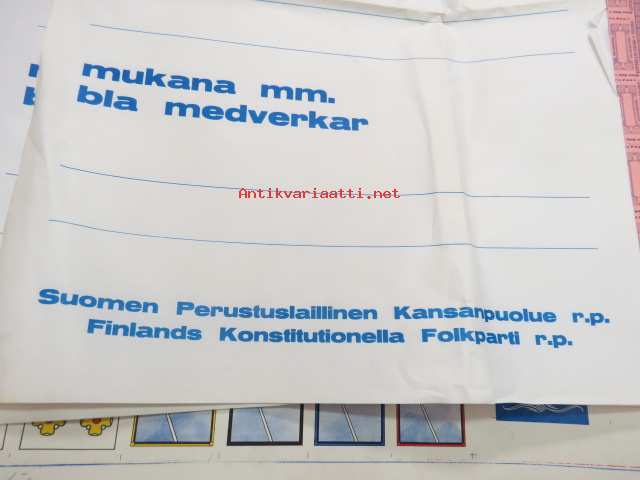 mukana mm.
bla medverkar
Antikvariaatti.net
Suomen Perustuslaillinen Kansanpuolue r.p.
Finlands Konstitutionella Folkparti r.p.